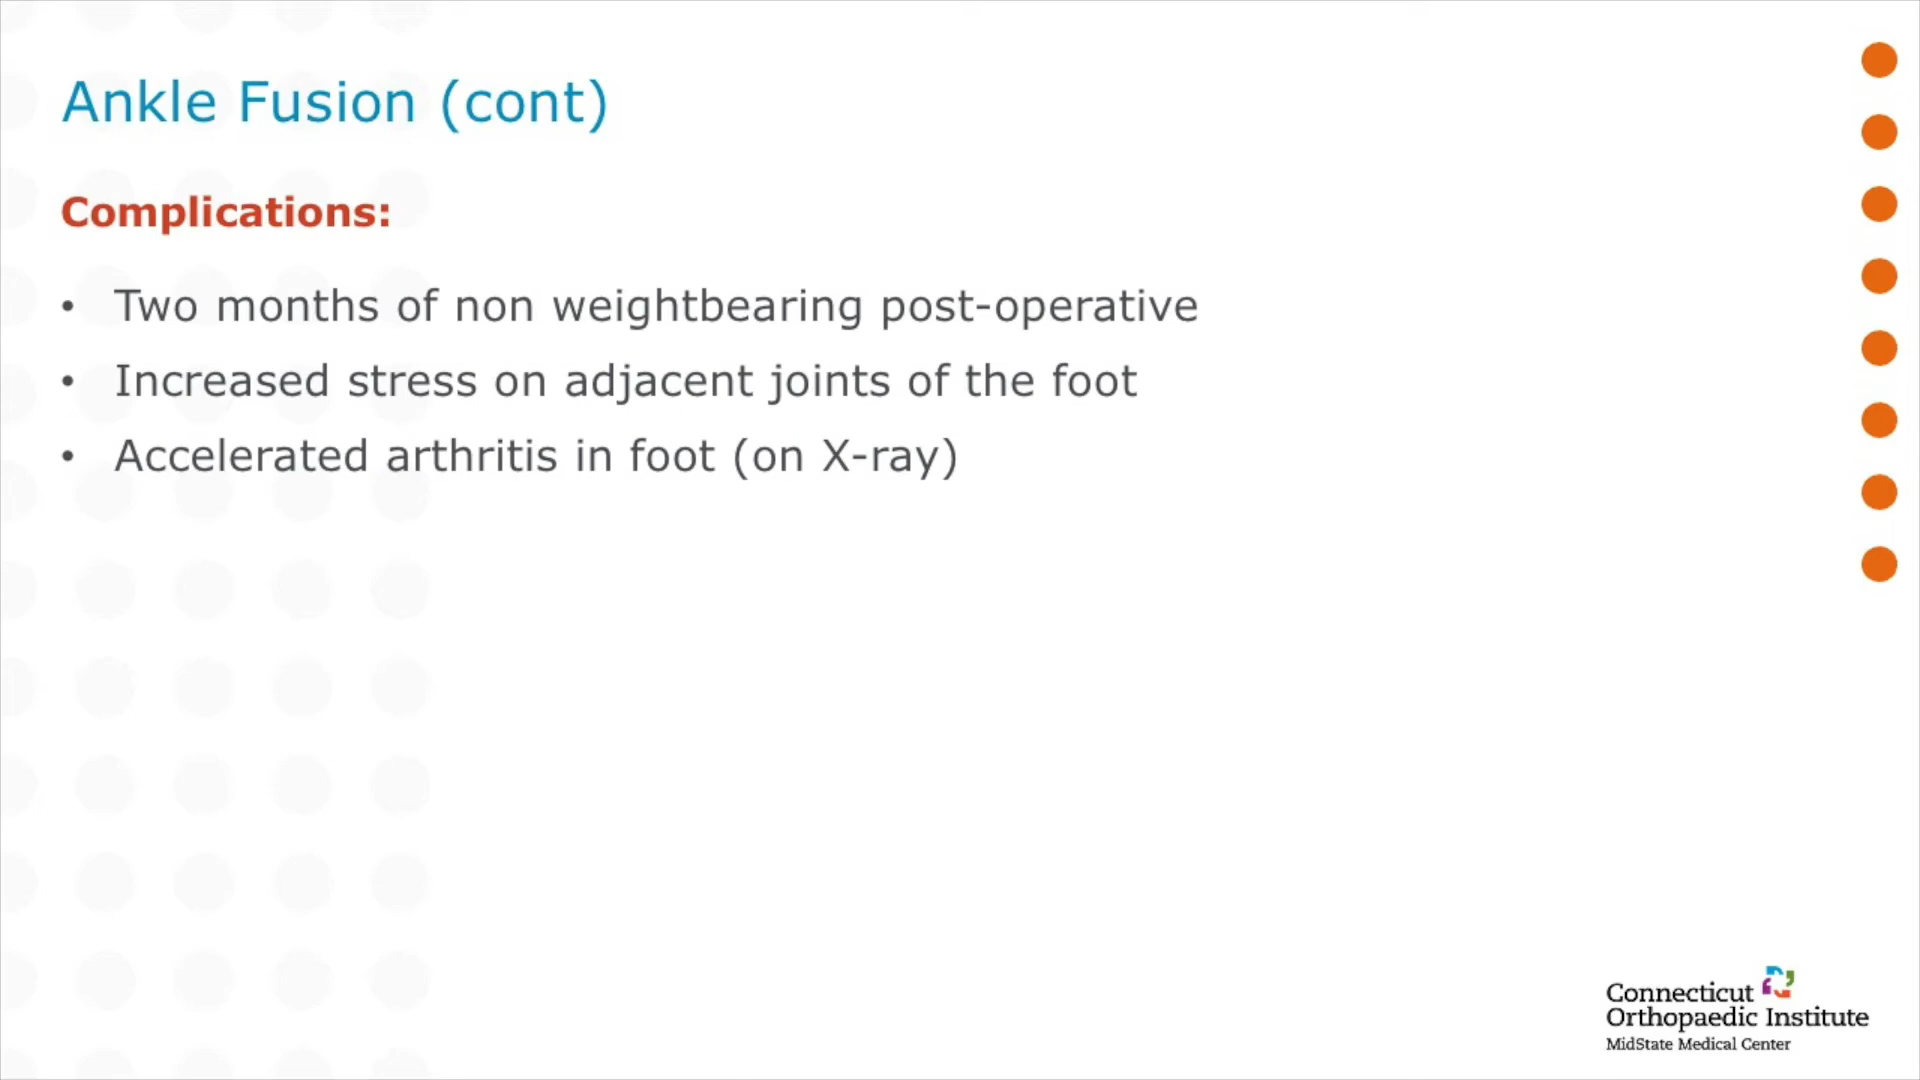 Ankle Fusion (cont)
Complications:
• Two months of non weightbearing post-operative
• Increased stress on adjacent joints of the foot
• Accelerated arthritis in foot (on X-ray)
Connecticut
Orthopaedic Institute
MidState Medical Center